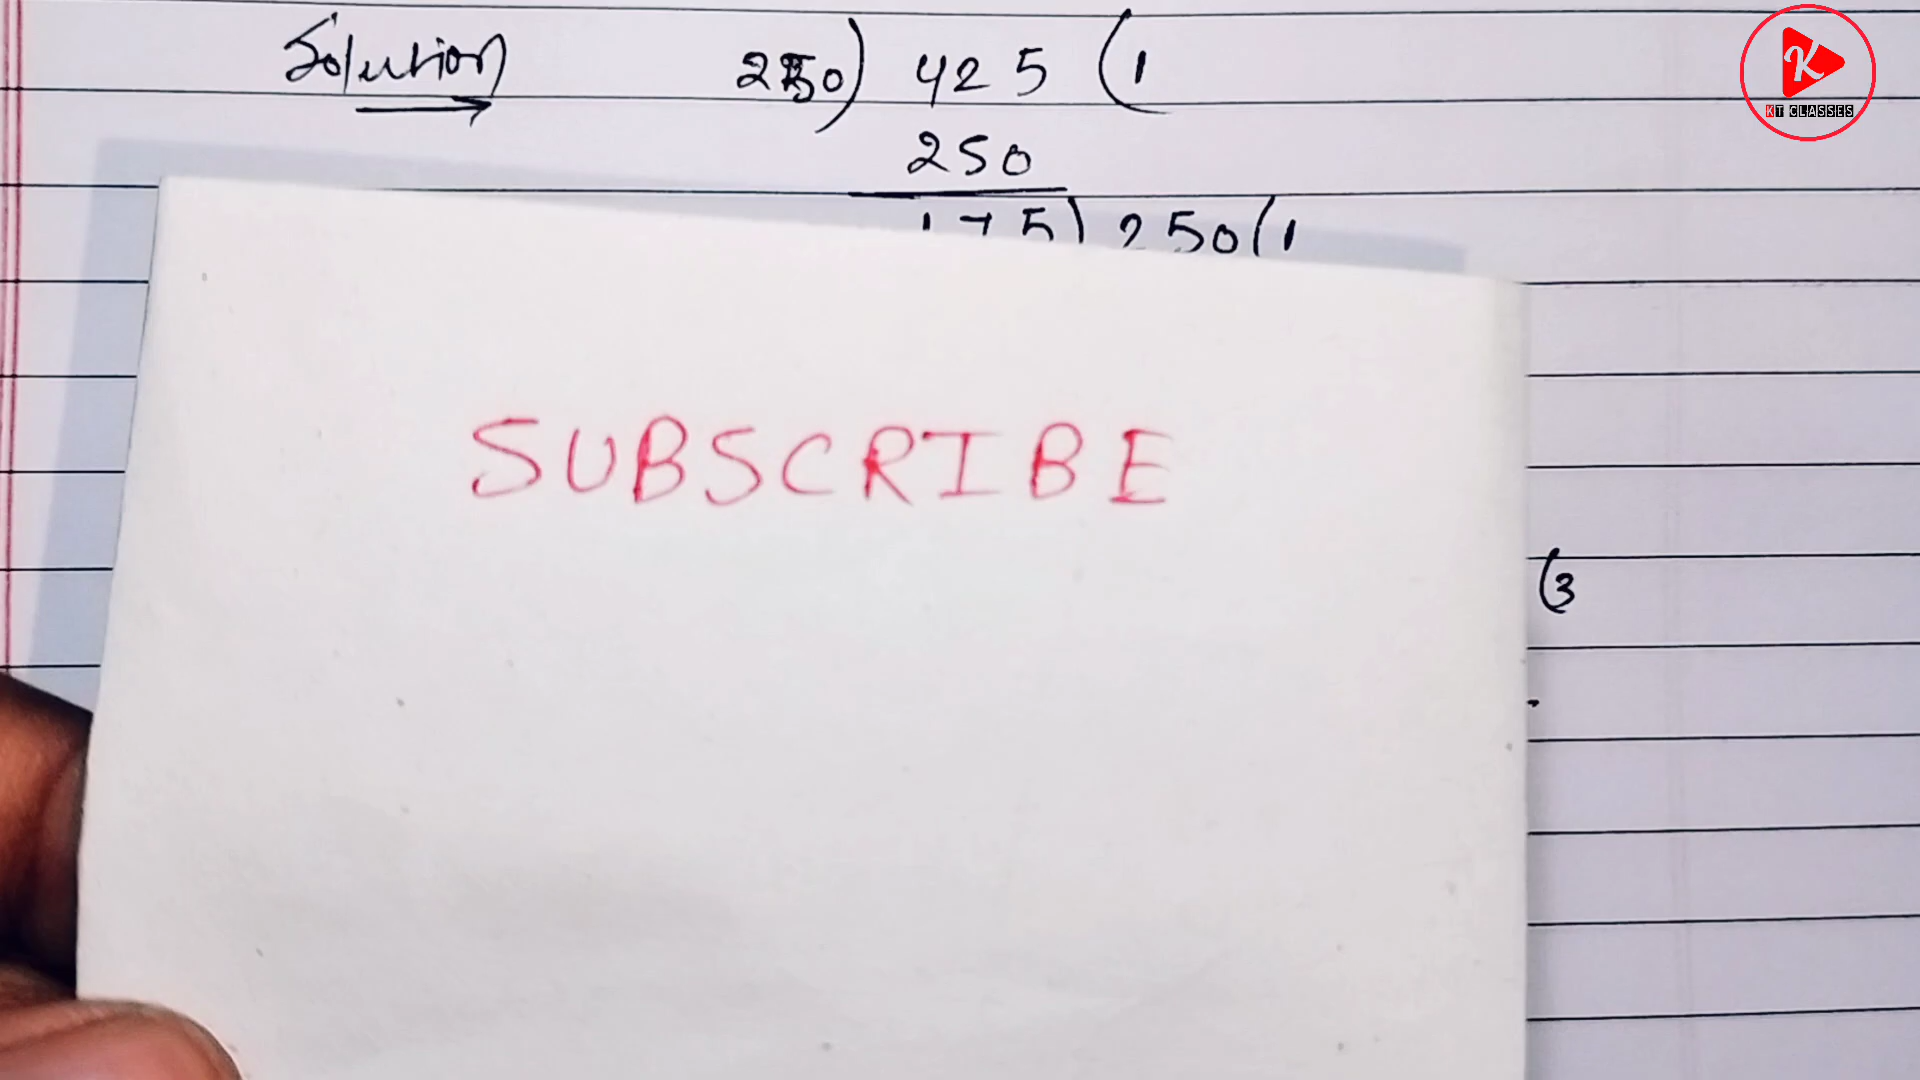 Solution 250) 425 (1
K
KT CLASSES
250
175) 250(1
SUBSCRIBE
(3